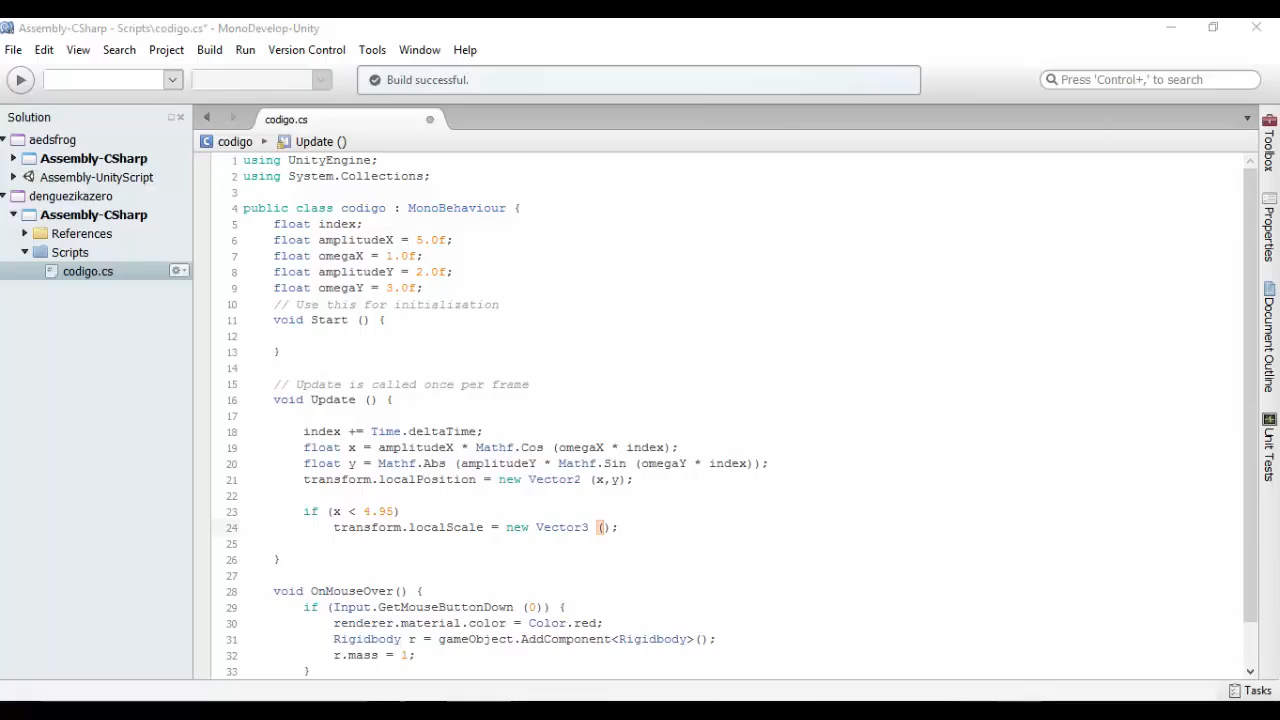 Assembly-CSharp - Scripts\codigo.cs* - MonoDevelop-Unity
File Edit View Search Project Build Run Version Control Tools Window Help
Build successful.
Press 'Control+,' to search
Solution
aedsfrog
Assembly-CSharp
Assembly-UnityScript
denguezikazero
Assembly-CSharp
References
Scripts
codigo.cs
codigo.cs
codigo Update ()
1 using UnityEngine;
2 using System.Collections;
3
4 public class codigo : MonoBehaviour {
5 float index;
6 float amplitudeX = 5.0f;
7 float omegaX = 1.0f;
8 float amplitudeY = 2.0f;
9 float omegaY = 3.0f;
10 // Use this for initialization
11 void Start () {
12
13 }
14
15 // Update is called once per frame
16 void Update () {
17
18 index += Time.deltaTime;
19 float x = amplitudeX * Mathf.Cos (omegaX * index);
20 float y = Mathf.Abs (amplitudeY * Mathf.Sin (omegaY * index));
21 transform.localPosition = new Vector2 (x,y);
22
23 if (x < 4.95)
24 transform.localScale = new Vector3 ();
25
26 }
27
28 void OnMouseOver() {
29 if (Input.GetMouseButtonDown (0)) {
30 renderer.material.color = Color.red;
31 Rigidbody r = gameObject.AddComponent<Rigidbody>();
32 r.mass = 1;
33 }
Toolbox
Properties
Document Outline
Unit Tests
Tasks